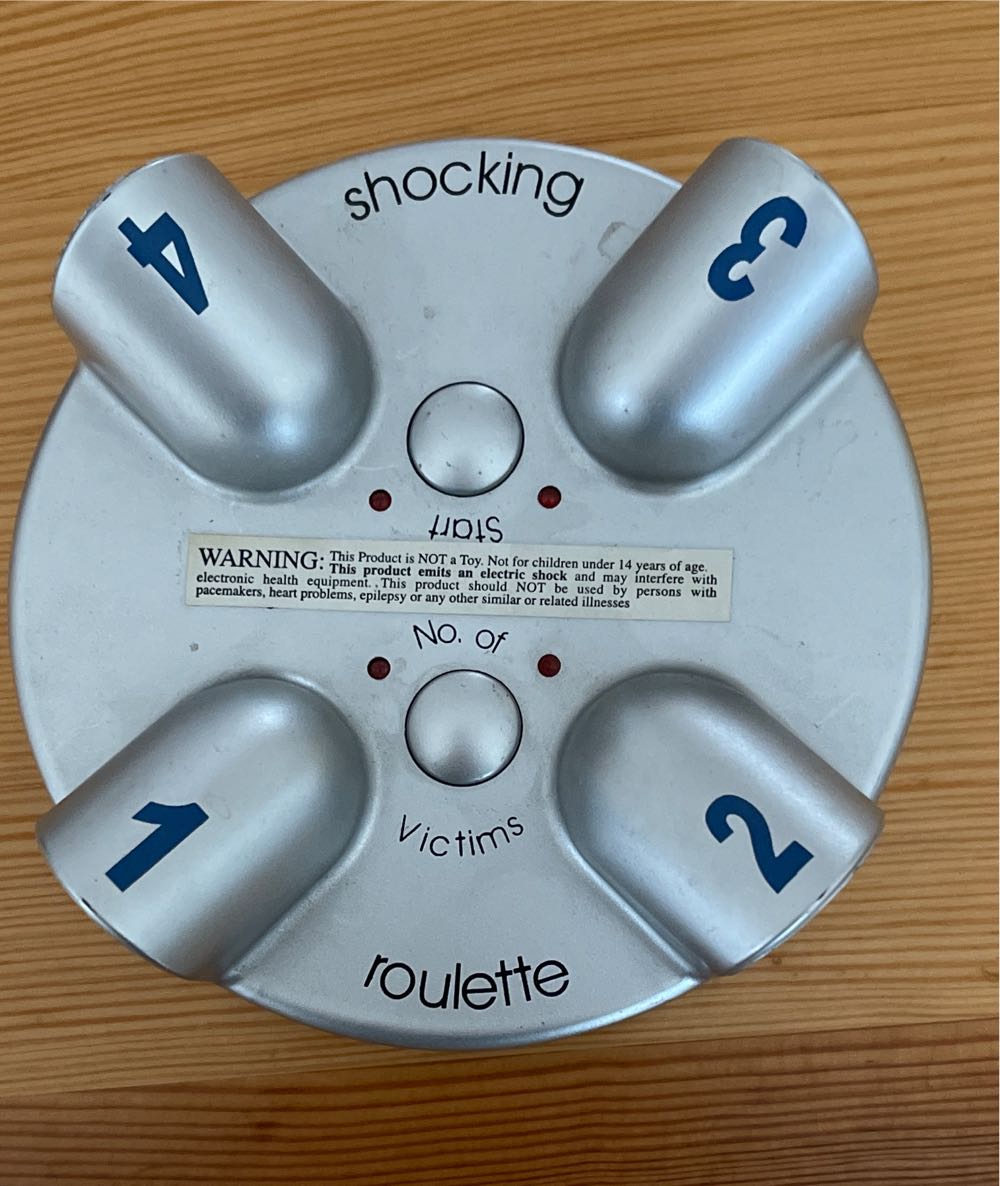 shocking
4
3
Start
WARNING: This Product is NOT a Toy. Not for children under 14 years of age.
This product emits an electric shock and may interfere with
electronic health equipment. . This product should NOT be used by persons with
pacemakers, heart problems, epilepsy or any other similar or related illnesses
No. of
Victims
1
2
roulette